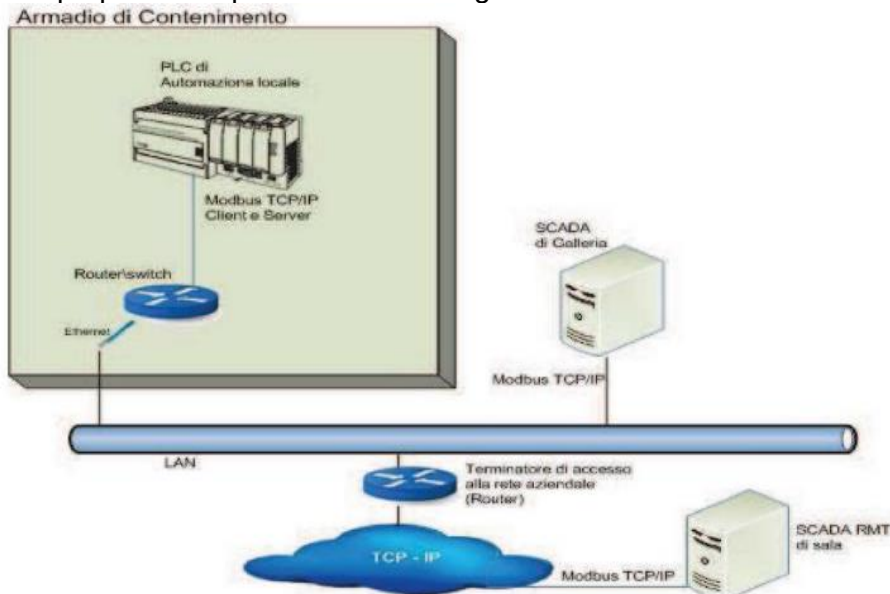 Armadio di Contenimento
PLC di
Automazione locale
Modbus TCP/IP
Client e Server
SCADA
di Galleria
Router\switch
Ethernet
Modbus TCP/IP
LAN
Terminatore di accesso
alla rete aziendale
(Router)
TCP - IP
SCADA RMT
di sala
Modbus TCP/IP